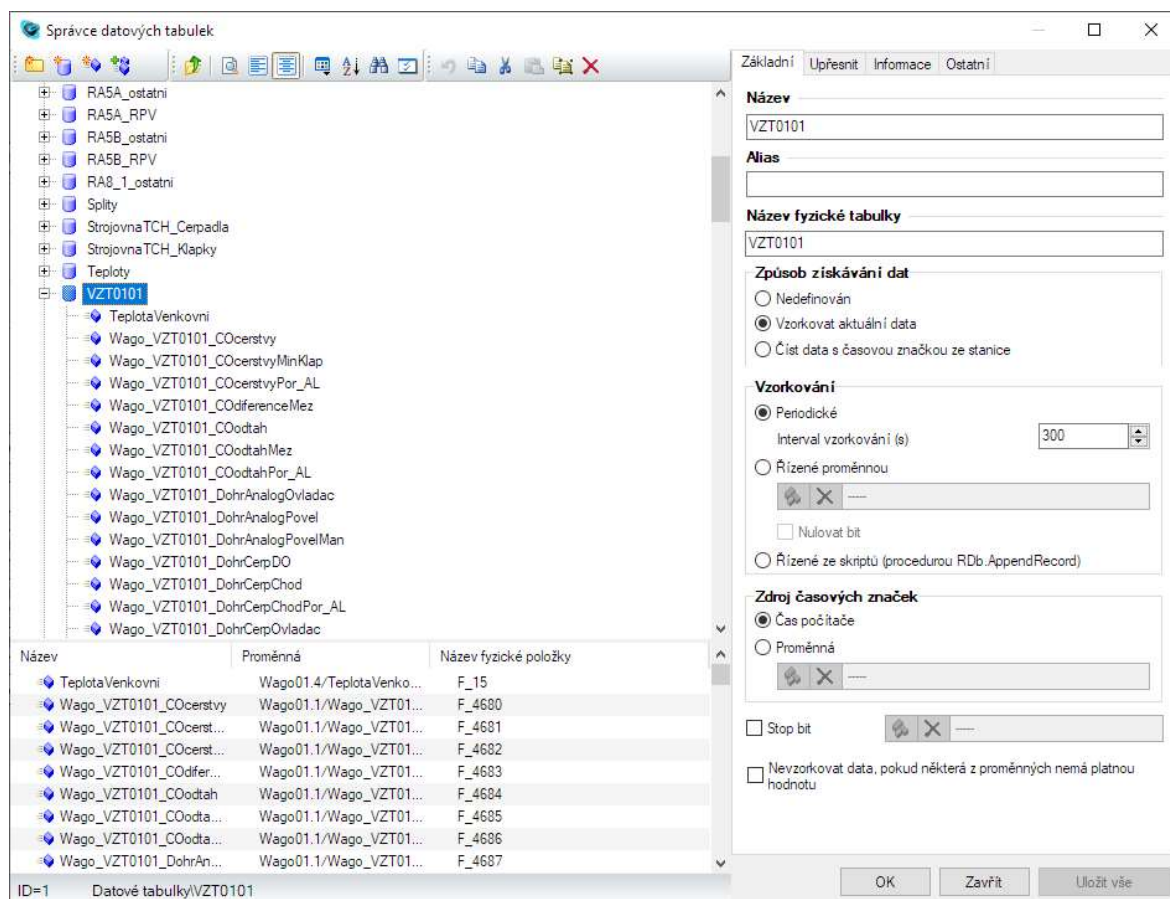 Správce datových tabulek
RA5A_ostatni
RA5A_RPV
RA5B_ostatni
RA5B_RPV
RA8_1_ostatni
Splity
StrojovnaTCH_Cerpadla
StrojovnaTCH_Klapky
Teploty
VZT0101
TeplotaVenkovni
Wago_VZT0101_COcerstvy
Wago_VZT0101_COcerstvyMinKlap
Wago_VZT0101_COcerstvyPor_AL
Wago_VZT0101_COdiferenceMez
Wago_VZT0101_COodtah
Wago_VZT0101_COodtahMez
Wago_VZT0101_COodtahPor_AL
Wago_VZT0101_DohrAnalogOvladac
Wago_VZT0101_DohrAnalogPovel
Wago_VZT0101_DohrAnalogPovelMan
Wago_VZT0101_DohrCerpDO
Wago_VZT0101_DohrCerpChod
Wago_VZT0101_DohrCerpChodPor_AL
Wago_VZT0101_DohrCerpOvladac
Název Proměnná Název fyzické položky
TeplotaVenkovni Wago01.4/TeplotaVenko... F_15
Wago_VZT0101_COcerstvy Wago01.1/Wago_VZT01... F_4680
Wago_VZT0101_COcerst... Wago01.1/Wago_VZT01... F_4681
Wago_VZT0101_COcerst... Wago01.1/Wago_VZT01... F_4682
Wago_VZT0101_COdifer... Wago01.1/Wago_VZT01... F_4683
Wago_VZT0101_COodtah Wago01.1/Wago_VZT01... F_4684
Wago_VZT0101_COodta... Wago01.1/Wago_VZT01... F_4685
Wago_VZT0101_COodta... Wago01.1/Wago_VZT01... F_4686
Wago_VZT0101_DohrAn... Wago01.1/Wago_VZT01... F_4687
ID=1 Datové tabulky\VZT0101
Základní Upřesnit Informace Ostatní
Název
VZT0101
Alias
Název fyzické tabulky
VZT0101
Způsob získávání dat
Nedefinován
Vzorkovat aktuální data
Číst data s časovou značkou ze stanice
Vzorkování
Periodické
Interval vzorkování (s) 300
Řízené proměnnou
----
Nulovat bit
Řízené ze skriptů (procedurou RDb.AppendRecord)
Zdroj časových značek
Čas počítače
Proměnná
----
Stop bit ----
Nevzorkovat data, pokud některá z proměnných nemá platnou
hodnotu
OK Zavřít Uložit vše